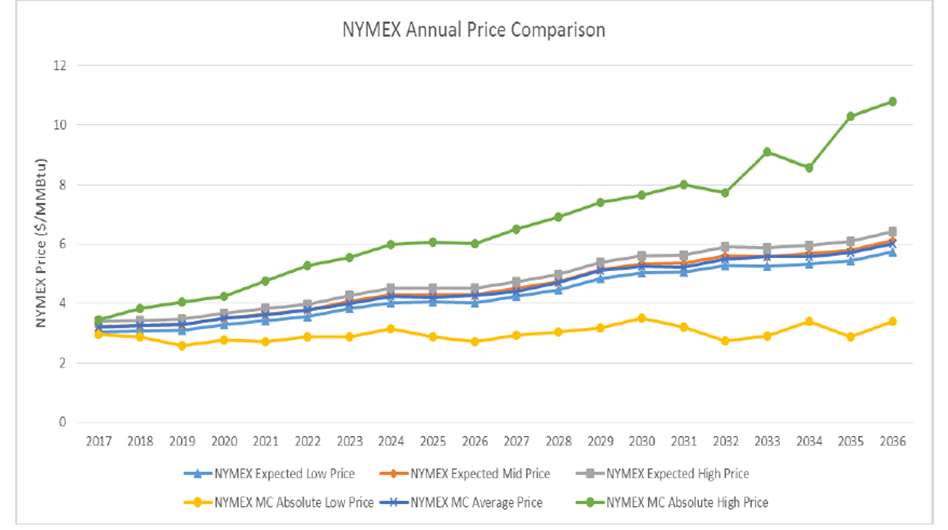 NYMEX Annual Price Comparison
12
10
8
6
4
2
0
NYMEX Price ($/MMBtu)
2017 2018 2019 2020 2021 2022 2023 2024 2025 2026 2027 2028 2029 2030 2031 2032 2033 2034 2035 2036
NYMEX Expected Low Price NYMEX Expected Mid Price NYMEX Expected High Price
NYMEX MC Absolute Low Price NYMEX MC Average Price NYMEX MC Absolute High Price